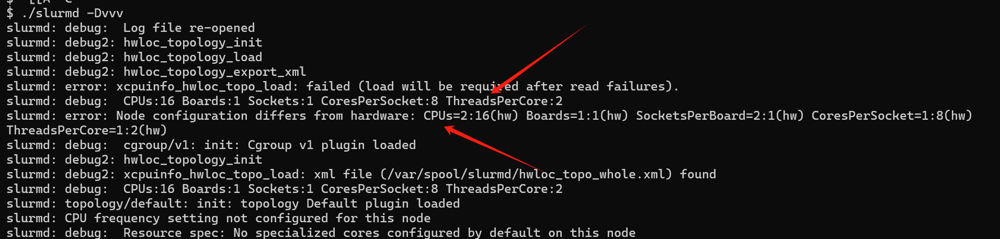 $ ./slurmd -Dvvv
slurmd: debug:  Log file re-opened
slurmd: debug2: hwloc_topology_init
slurmd: debug2: hwloc_topology_load
slurmd: debug2: hwloc_topology_export_xml
slurmd: error: xcpuinfo_hwloc_topo_load: failed (load will be required after read failures).
slurmd: debug:  CPUs:16 Boards:1 Sockets:1 CoresPerSocket:8 ThreadsPerCore:2
slurmd: error: Node configuration differs from hardware: CPUs=2:16(hw) Boards=1:1(hw) SocketsPerBoard=2:1(hw) CoresPerSocket=1:8(hw)
ThreadsPerCore=1:2(hw)
slurmd: debug:  cgroup/v1: init: Cgroup v1 plugin loaded
slurmd: debug2: hwloc_topology_init
slurmd: debug2: xcpuinfo_hwloc_topo_load: xml file (/var/spool/slurmd/hwloc_topo_whole.xml) found
slurmd: debug:  CPUs:16 Boards:1 Sockets:1 CoresPerSocket:8 ThreadsPerCore:2
slurmd: topology/default: init: topology Default plugin loaded
slurmd: CPU frequency setting not configured for this node
slurmd: debug:  Resource spec: No specialized cores configured by default on this node